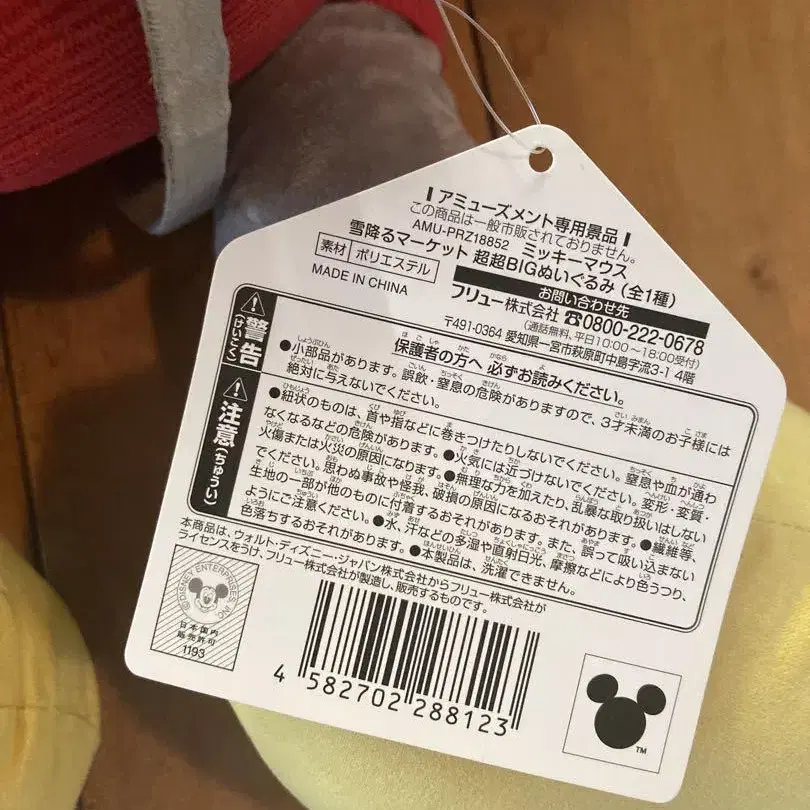 アミューズメント専用景品
この商品は一般市販されておりません。
AMU-PRZ18852 ミッキーマウス
雪降るマーケット 超超BIGぬいぐるみ(全1種)
素材 ポリエステル
MADE IN CHINA
お問い合わせ先
フリュー株式会社 ☎0800-222-0678
(通話無料、平日10:00~18:00受付)
〒491-0364 愛知県一宮市萩原町中島字流3-1 4階
警告
(けいこく)
保護者の方へ 必ずお読みください。
●小部品があります。誤飲・窒息の危険がありますので、3才未満のお子様には
絶対に与えないでください。
注意(ちゅうい)
●紐状のものは、首や指などに巻きつけたりしないでください。窒息や血が通わ
なくなるなどの危険があります。●火気には近づけないでください。変形・変質・
火傷または火災の原因になります。●無理な力を加えたり、乱暴な取り扱いはしない
でください。思わぬ事故や怪我、破損の原因になるおそれがあります。●繊維等、
生地の一部が他のものに付着するおそれがあります。また、誤って吸い込まない
ようにご注意ください。●水、汗などの多湿や直射日光、摩擦などにより色うつり、
色落ちするおそれがあります。●本製品は、洗濯できません。
本商品は、ウォルト・ディズニー・ジャパン株式会社からフリュー株式会社が
ライセンスをうけ、フリュー株式会社が製造し、販売するものです。
©DISNEY ENTERPRISES INC.
日本国内
販売許可
1193
4 582702 288123
TM